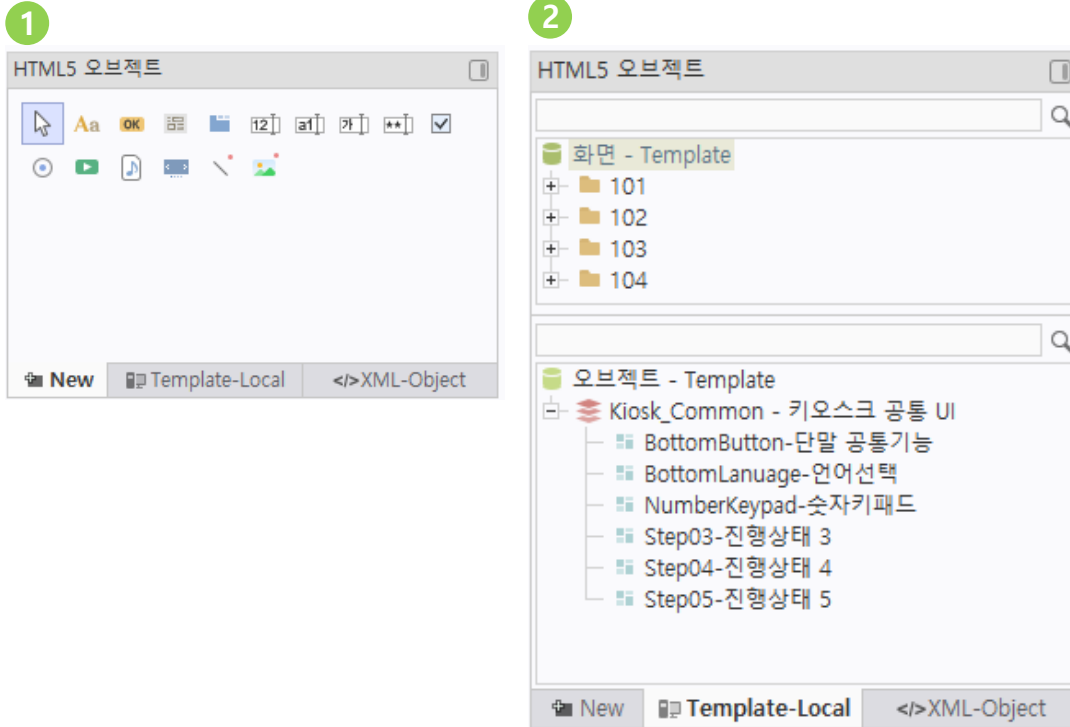 1
HTML5 오브젝트
Aa OK 12 a1 가 **
New Template-Local </>XML-Object
2
HTML5 오브젝트
화면 - Template
101
102
103
104
오브젝트 - Template
Kiosk_Common - 키오스크 공통 UI
BottomButton-단말 공통기능
BottomLanuage-언어선택
NumberKeypad-숫자키패드
Step03-진행상태 3
Step04-진행상태 4
Step05-진행상태 5
New Template-Local </>XML-Object